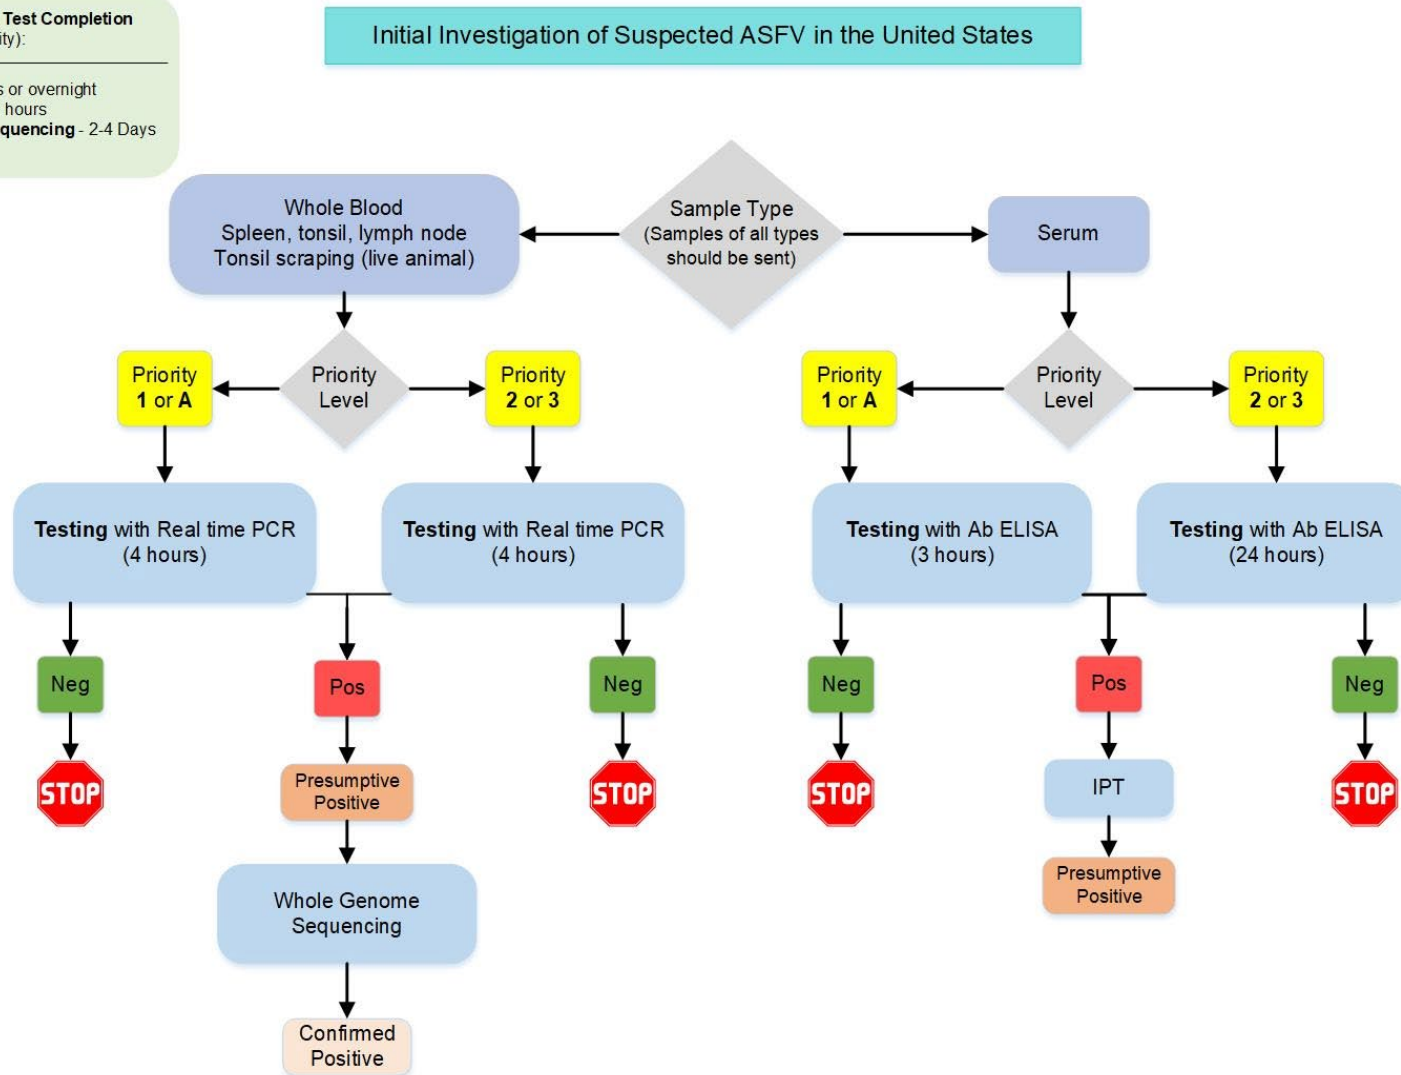 Test Completion
ity):
s or overnight
hours
quencing - 2-4 Days
Initial Investigation of Suspected ASFV in the United States
Whole Blood
Spleen, tonsil, lymph node
Tonsil scraping (live animal)
Sample Type
(Samples of all types
should be sent)
Serum
Priority
1 or A
Priority
Level
Priority
2 or 3
Priority
1 or A
Priority
Level
Priority
2 or 3
Testing with Real time PCR
(4 hours)
Testing with Real time PCR
(4 hours)
Testing with Ab ELISA
(3 hours)
Testing with Ab ELISA
(24 hours)
Neg
Pos
Neg
Neg
Pos
Neg
STOP
Presumptive
Positive
STOP
STOP
IPT
STOP
Whole Genome
Sequencing
Presumptive
Positive
Confirmed
Positive